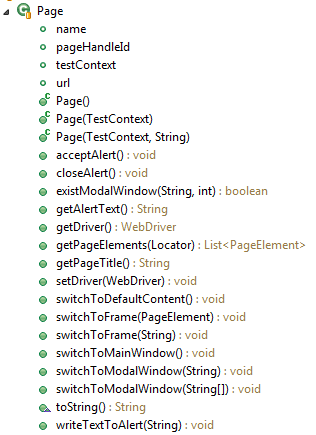 Page
name
pageHandleId
testContext
url
Page()
Page(TestContext)
Page(TestContext, String)
acceptAlert() : void
closeAlert() : void
existModalWindow(String, int) : boolean
getAlertText() : String
getDriver() : WebDriver
getPageElements(Locator) : List<PageElement>
getPageTitle() : String
setDriver(WebDriver) : void
switchToDefaultContent() : void
switchToFrame(PageElement) : void
switchToFrame(String) : void
switchToMainWindow() : void
switchToModalWindow(String) : void
switchToModalWindow(String[]) : void
toString() : String
writeTextToAlert(String) : void